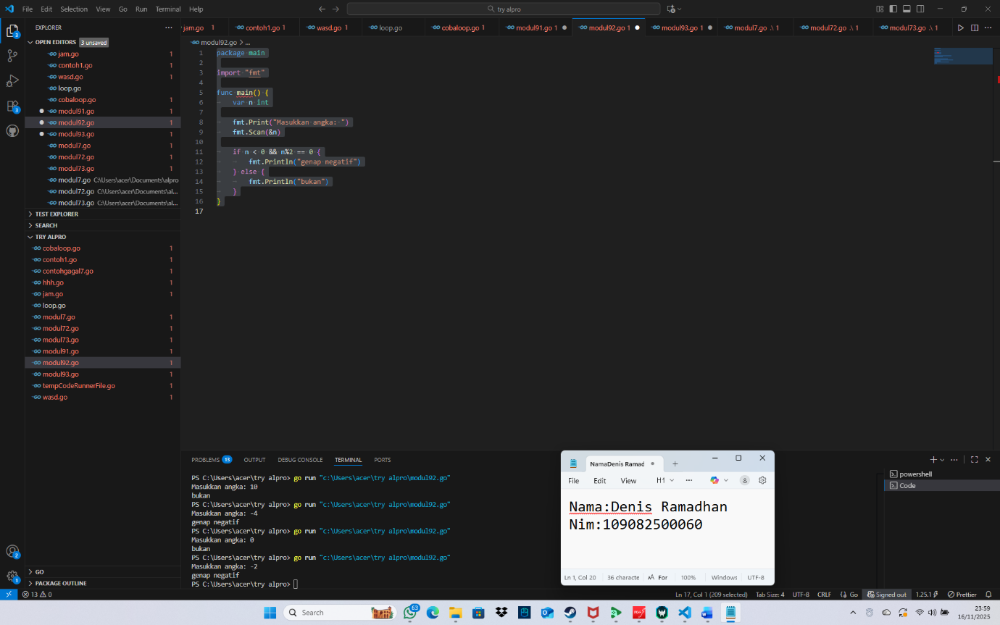 File Edit Selection View Go Run Terminal Help
try alpro
EXPLORER
jam.go 1 contoh1.go 1 wasd.go 1 loop.go cobaloop.go 1 modul91.go 1 modul92.go 1 modul93.go 1 modul7.go .\ 1 modul72.go .\ 1 modul73.go .\ 1
OPEN EDITORS 3 unsaved
jam.go 1
contoh1.go 1
wasd.go 1
loop.go
cobaloop.go 1
modul91.go 1
modul92.go 1
modul93.go 1
modul7.go 1
modul72.go 1
modul73.go 1
modul7.go C:\Users\acer\Documents\alpro
modul72.go C:\Users\acer\Documents\al...
modul73.go C:\Users\acer\Documents\al...
TEST EXPLORER
SEARCH
TRY ALPRO
cobaloop.go 1
contoh1.go 1
contohgagal7.go 1
hhh.go 1
jam.go 1
loop.go
modul7.go 1
modul72.go 1
modul73.go 1
modul91.go 1
modul92.go 1
modul93.go 1
tempCodeRunnerFile.go 1
wasd.go 1
GO
PACKAGE OUTLINE
modul92.go > ...
1 package main
2
3 import "fmt"
4
5 func main() {
6 var n int
7
8 fmt.Print("Masukkan angka: ")
9 fmt.Scan(&n)
10
11 if n < 0 && n%2 == 0 {
12 fmt.Println("genap negatif")
13 } else {
14 fmt.Println("bukan")
15 }
16 }
17
PROBLEMS 13 OUTPUT DEBUG CONSOLE TERMINAL PORTS
PS C:\Users\acer\try alpro> go run "c:\Users\acer\try alpro\modul92.go"
Masukkan angka: 10
bukan
PS C:\Users\acer\try alpro> go run "c:\Users\acer\try alpro\modul92.go"
Masukkan angka: -4
genap negatif
PS C:\Users\acer\try alpro> go run "c:\Users\acer\try alpro\modul92.go"
Masukkan angka: 0
bukan
PS C:\Users\acer\try alpro> go run "c:\Users\acer\try alpro\modul92.go"
Masukkan angka: -2
genap negatif
PS C:\Users\acer\try alpro>
powershell
Code
NamaDenis Ramad
File Edit View H1
Nama:Denis Ramadhan
Nim:109082500060
Ln 1, Col 20 36 characte For 100% Windows UTF-8
13 0
Ln 17, Col 1 (209 selected) Tab Size: 4 UTF-8 CRLF Go Signed out 1.25.1 Prettier
Search
63
23:59
16/11/2025